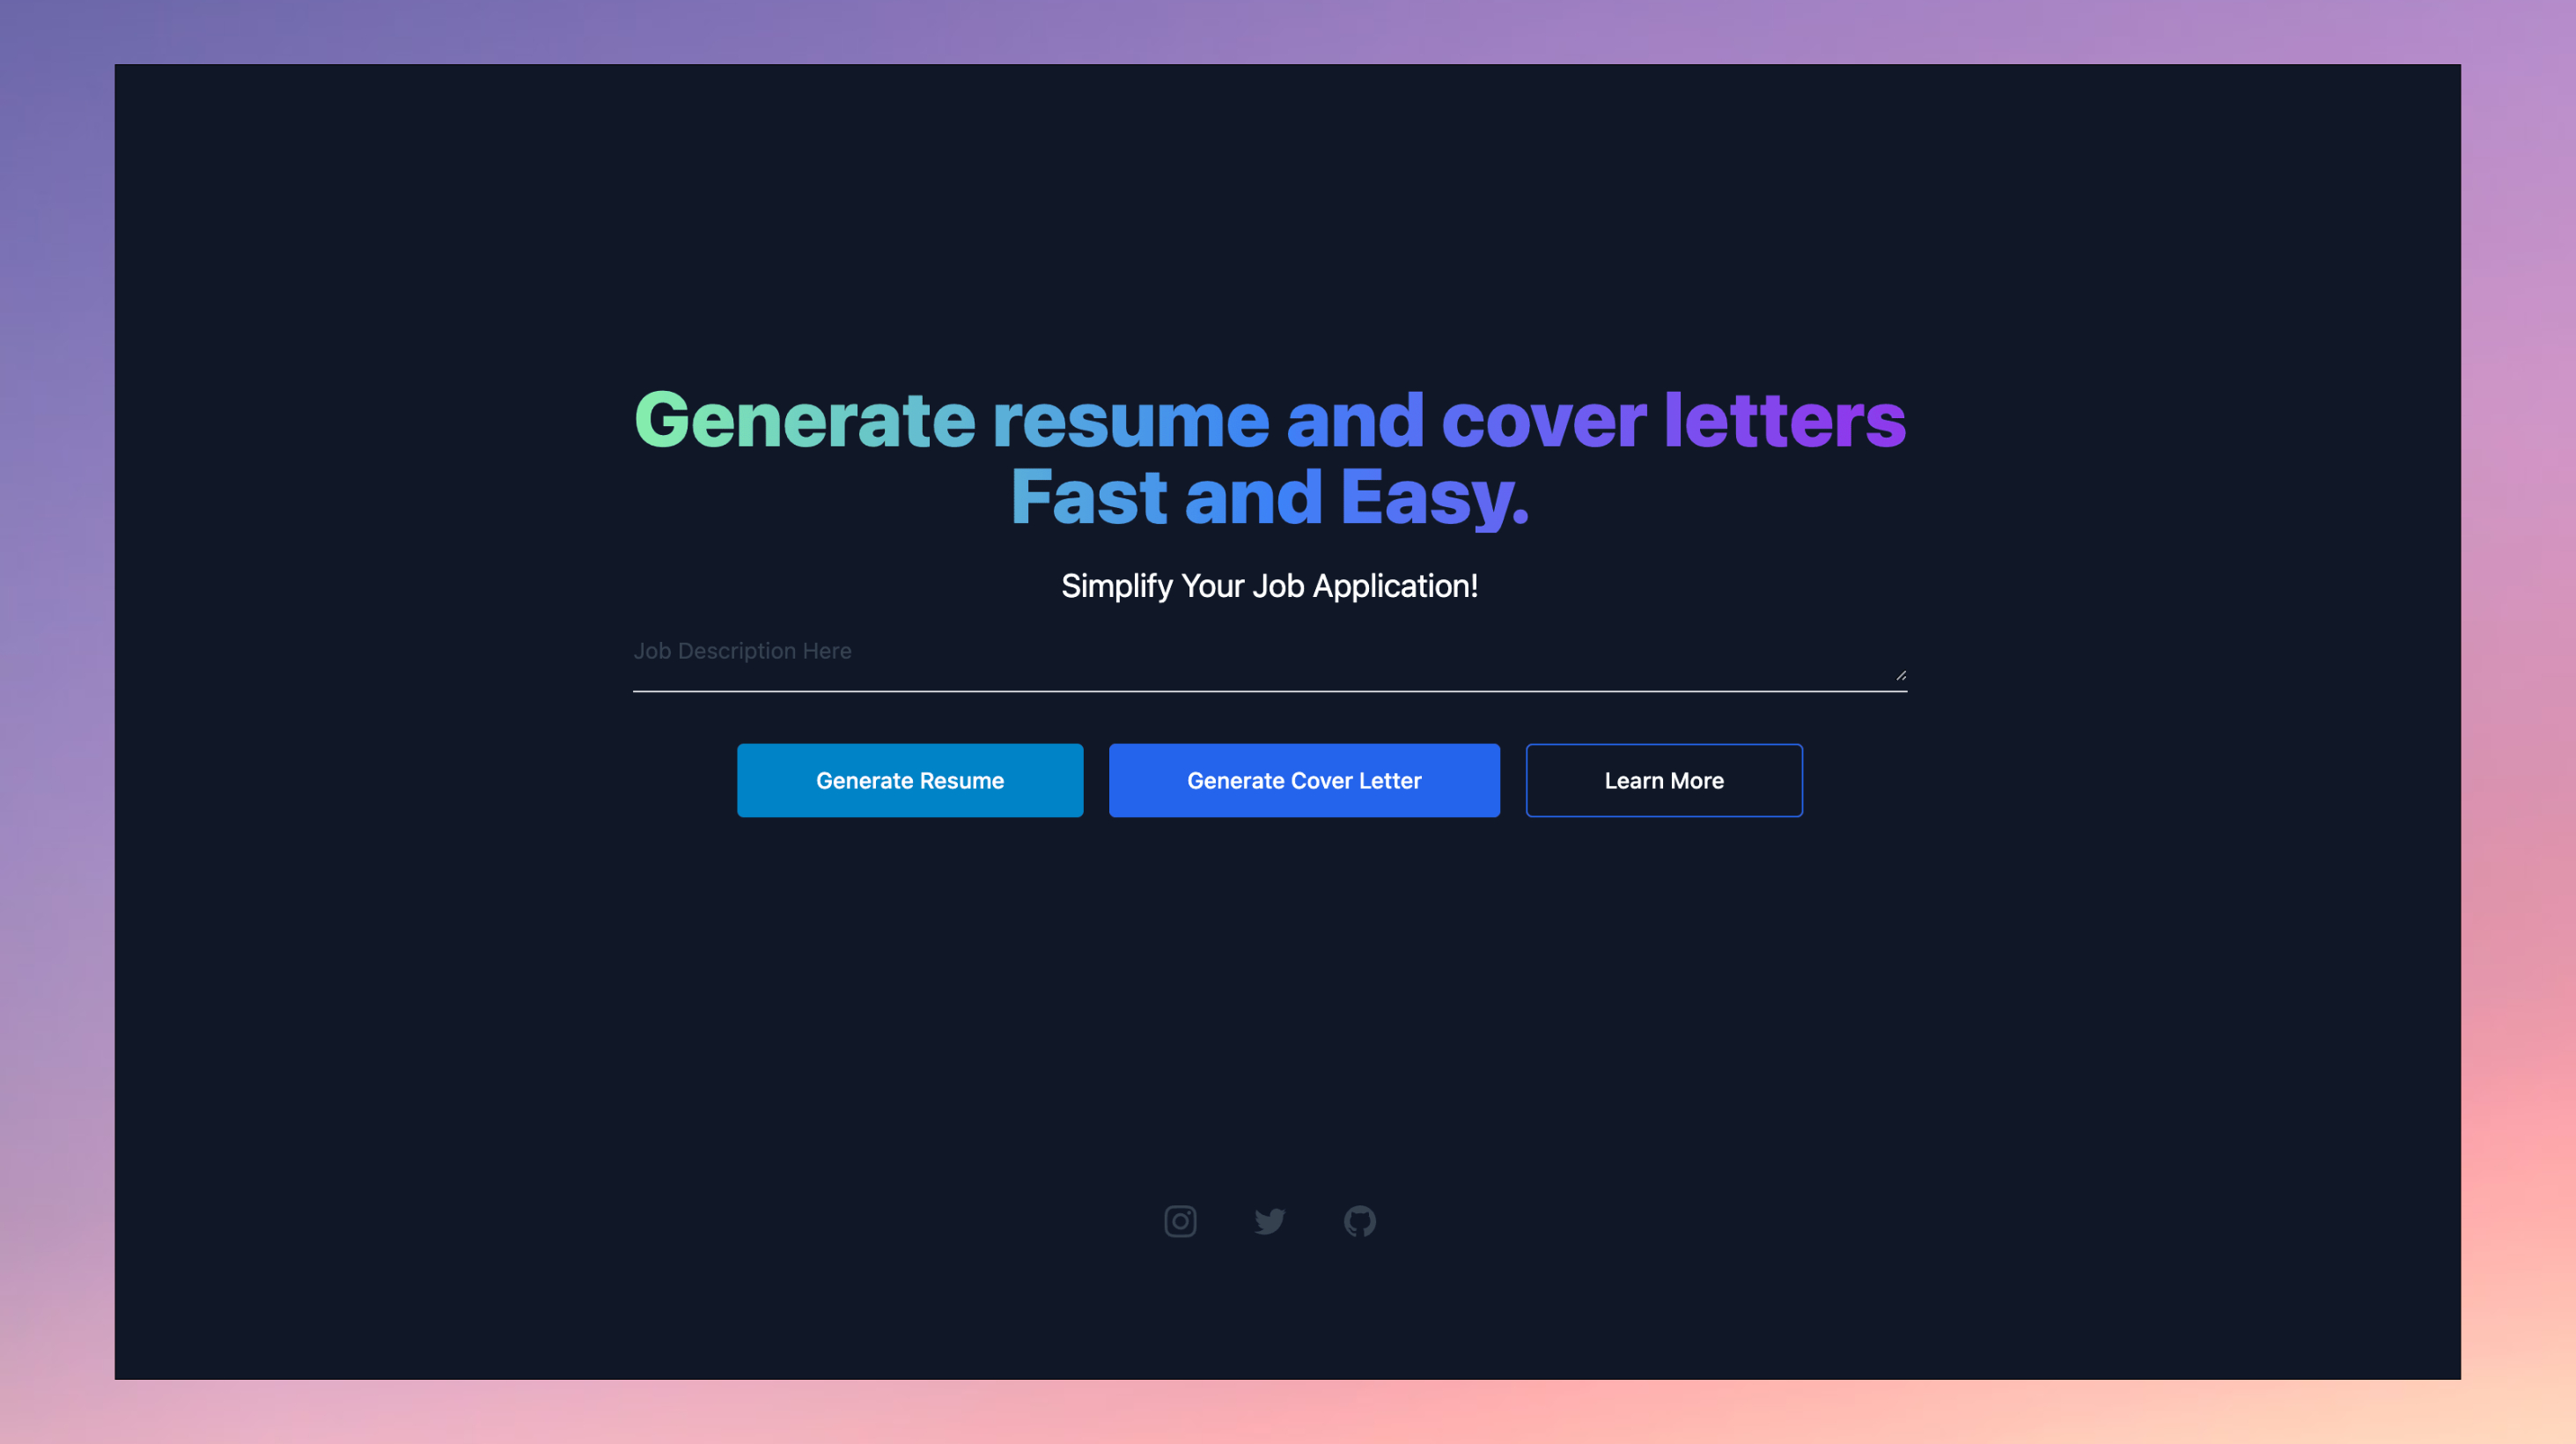 Generate resume and cover letters
Fast and Easy.
Simplify Your Job Application!
Job Description Here
Generate Resume
Generate Cover Letter
Learn More